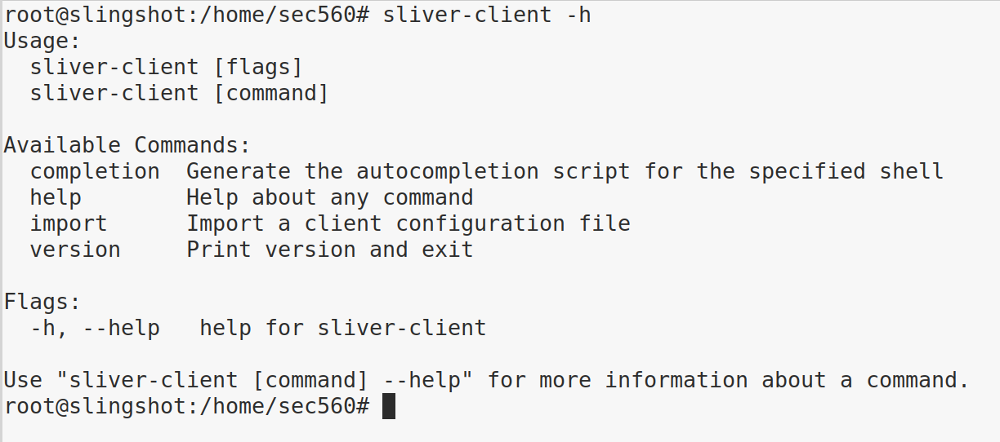 root@slingshot:/home/sec560# sliver-client -h
Usage:
  sliver-client [flags]
  sliver-client [command]

Available Commands:
  completion  Generate the autocompletion script for the specified shell
  help        Help about any command
  import      Import a client configuration file
  version     Print version and exit

Flags:
  -h, --help   help for sliver-client

Use "sliver-client [command] --help" for more information about a command.
root@slingshot:/home/sec560#